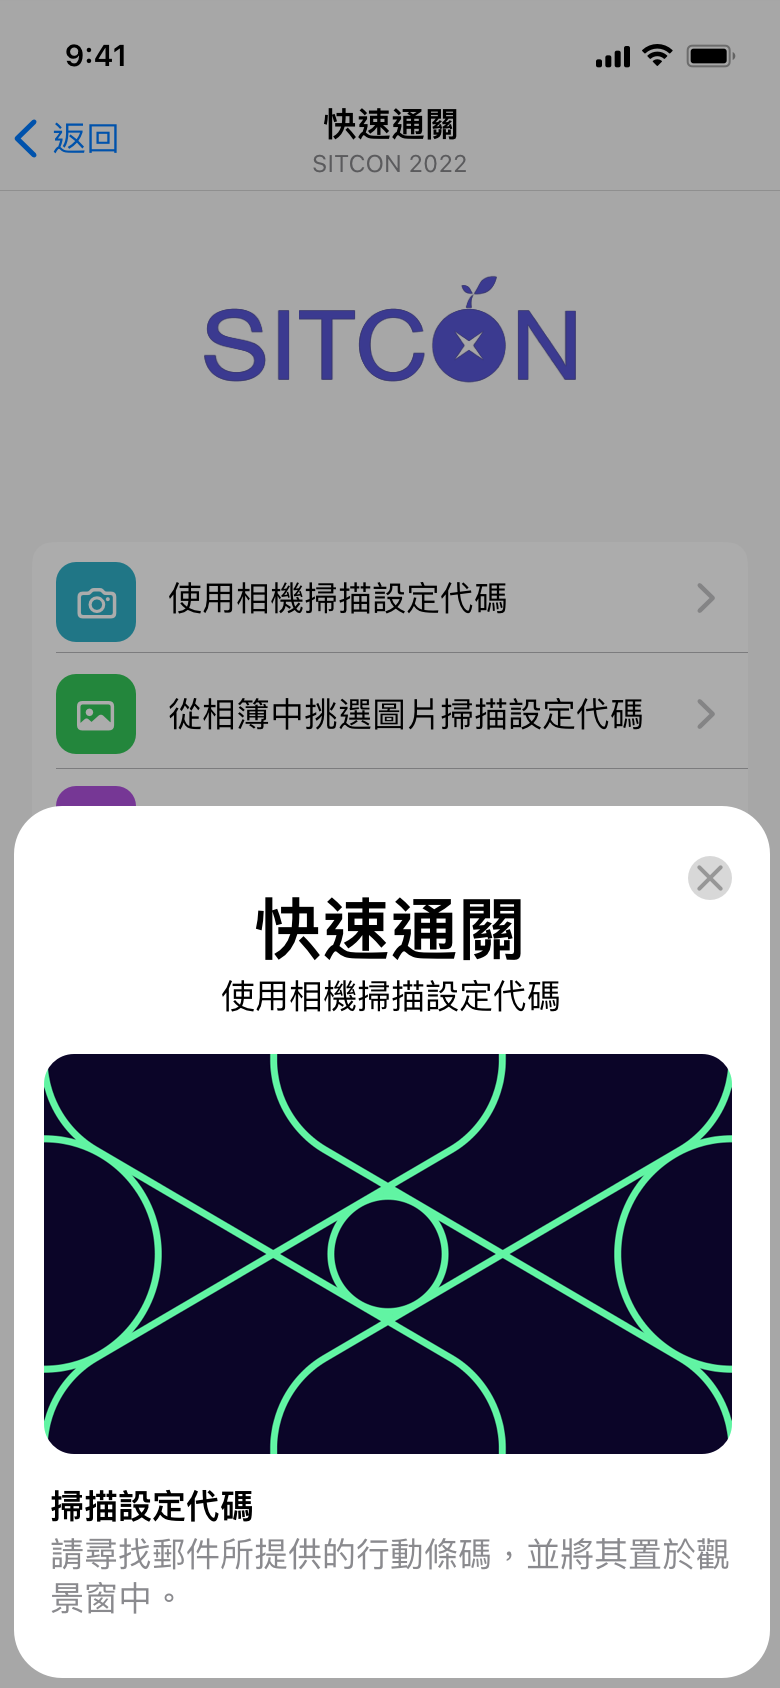 9:41
返回
快速通關
SITCON 2022
SITCON
使用相機掃描設定代碼
從相簿中挑選圖片掃描設定代碼
快速通關
使用相機掃描設定代碼
掃描設定代碼
請尋找郵件所提供的行動條碼，並將其置於觀
景窗中。